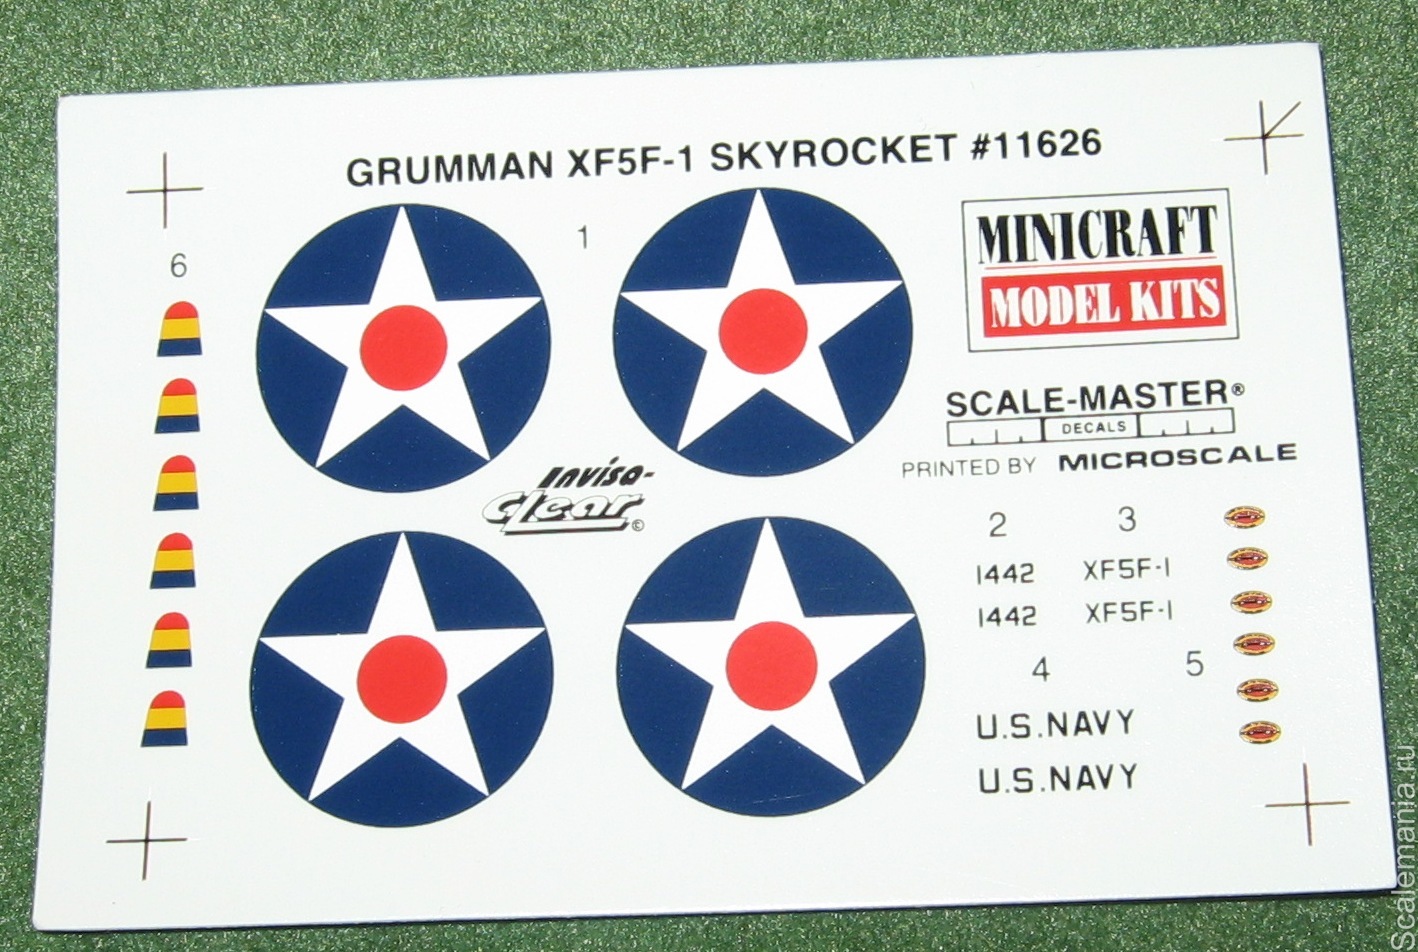 GRUMMAN XF5F-1 SKYROCKET #11626
1
6
MINICRAFT
MODEL KITS
SCALE-MASTER®
DECALS
PRINTED BY MICROSCALE
Invisa-
Clear©
2 3
1442 XF5F-1
1442 XF5F-1
4 5
U.S.NAVY
U.S.NAVY
Scalemania.ru